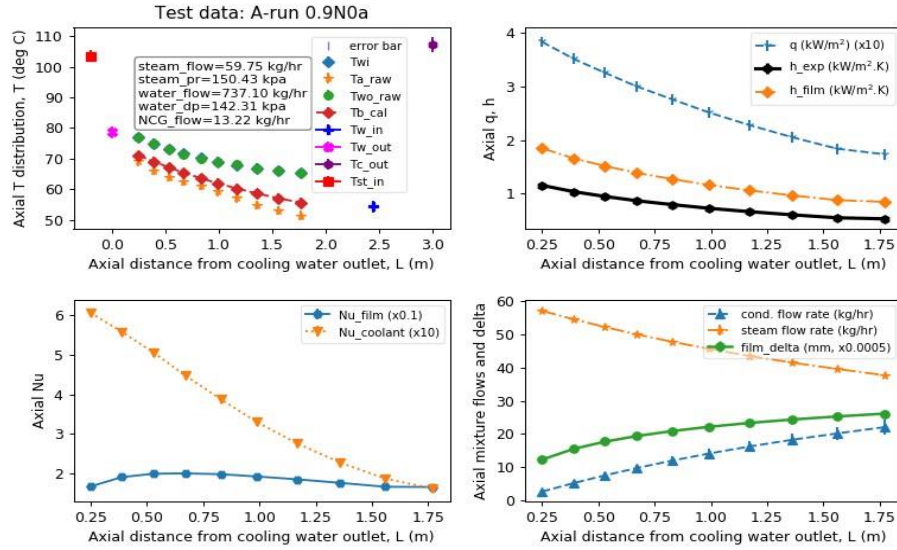 Test data: A-run 0.9N0a
Axial T distribution, T (deg C)
110
100
90
80
70
60
50
steam_flow=59.75 kg/hr
steam_pr=150.43 kpa
water_flow=737.10 kg/hr
water_dp=142.31 kpa
NCG_flow=13.22 kg/hr
error bar
Twi
Ta_raw
Two_raw
Tb_cal
Tw_in
Tw_out
Tc_out
Tst_in
0.0 0.5 1.0 1.5 2.0 2.5 3.0
Axial distance from cooling water outlet, L (m)
Axial q, h
4
3
2
1
q (kW/m²) (x10)
h_exp (kW/m².K)
h_film (kW/m².K)
0.25 0.50 0.75 1.00 1.25 1.50 1.75
Axial distance from cooling water outlet, L (m)
Axial Nu
6
5
4
3
2
Nu_film (x0.1)
Nu_coolant (x10)
0.25 0.50 0.75 1.00 1.25 1.50 1.75
Axial distance from cooling water outlet, L (m)
Axial mixture flows and delta
60
50
40
30
20
10
0
cond. flow rate (kg/hr)
steam flow rate (kg/hr)
film_delta (mm, x0.0005)
0.25 0.50 0.75 1.00 1.25 1.50 1.75
Axial distance from cooling water outlet, L (m)